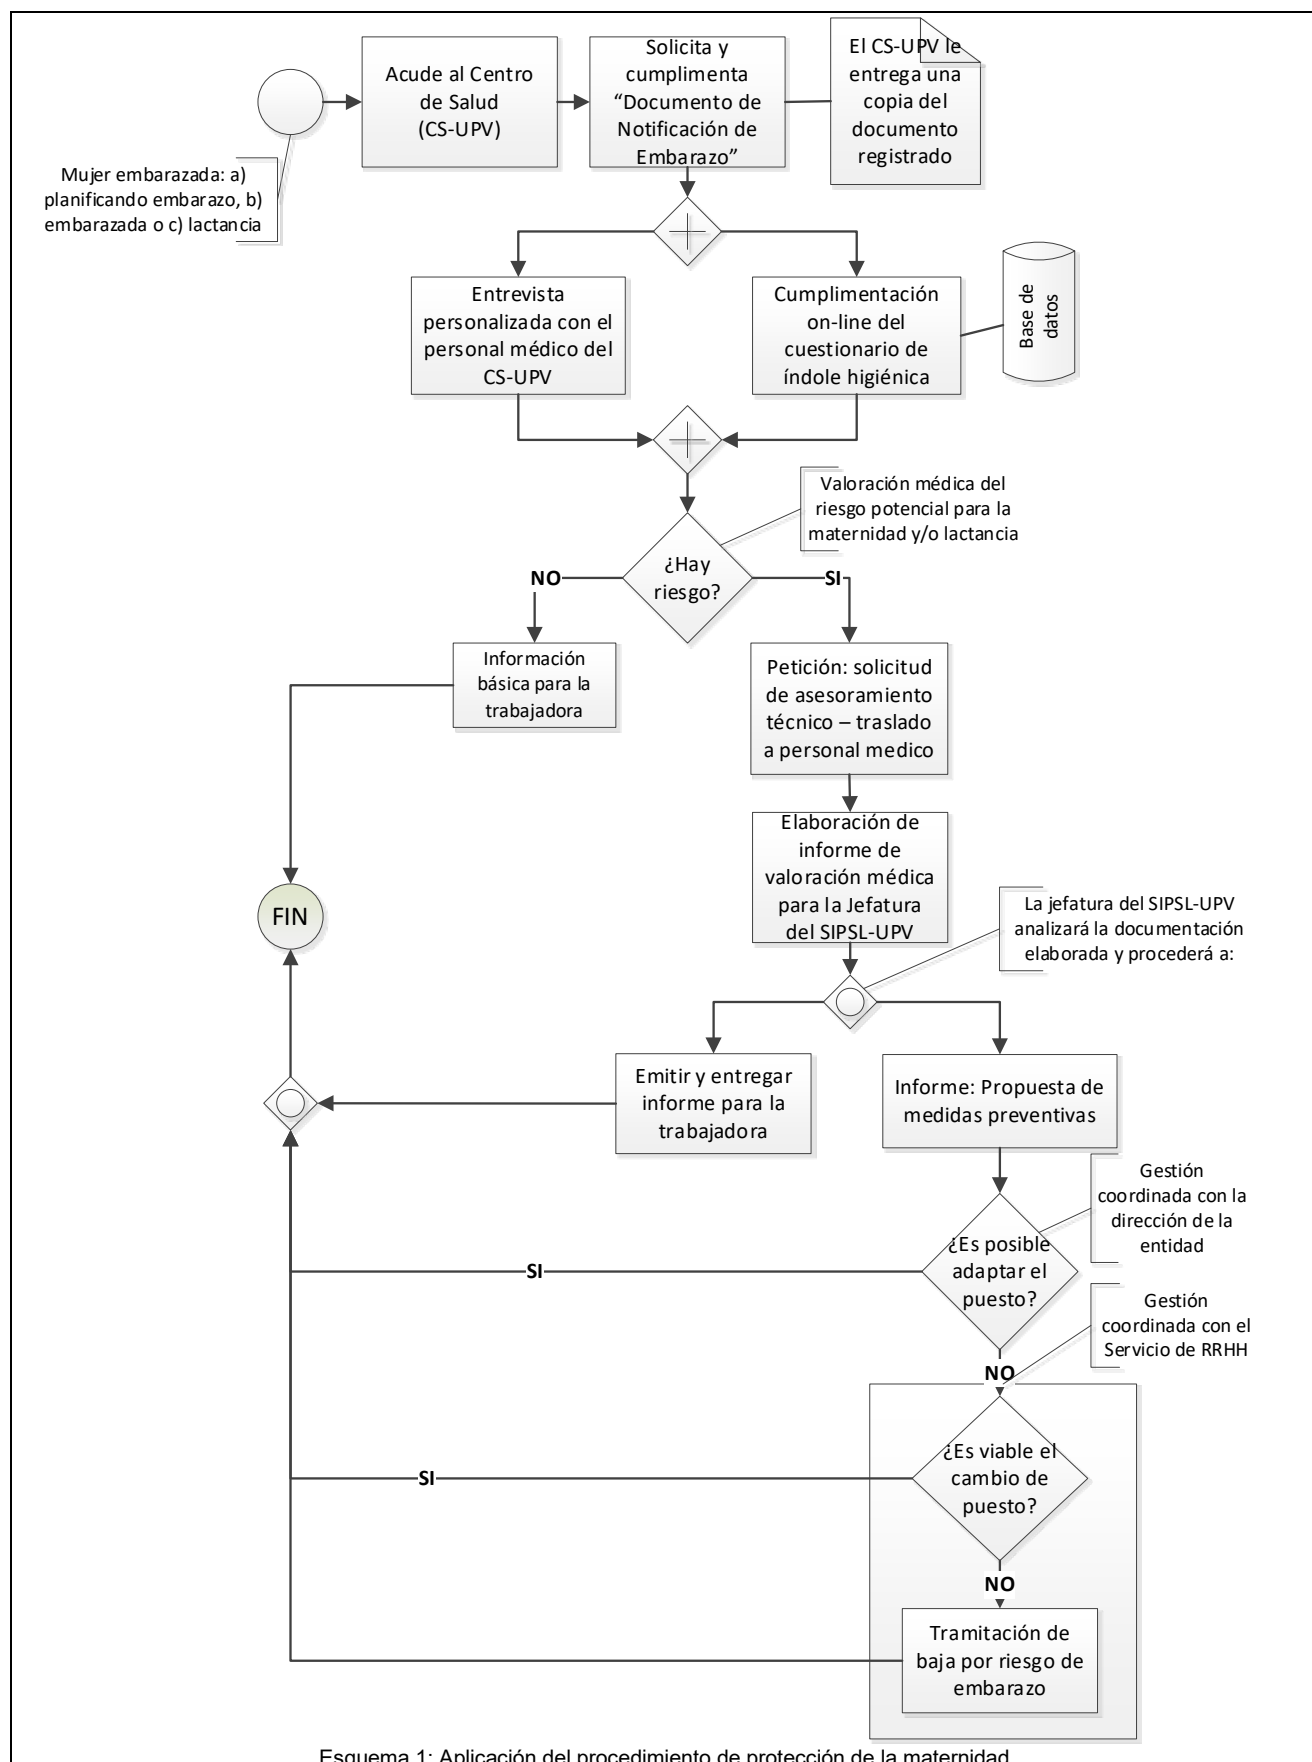 Acude al Centro
de Salud
(CS-UPV)
Solicita y
cumplimenta
“Documento de
Notificación de
Embarazo”
El CS-UPV le
entrega una
copia del
documento
registrado
Mujer embarazada: a)
planificando embarazo, b)
embarazada o c) lactancia
Entrevista
personalizada con el
personal médico del
CS-UPV
Cumplimentación
on-line del
cuestionario de
índole higiénica
Base de
datos
Valoración médica del
riesgo potencial para la
maternidad y/o lactancia
¿Hay
riesgo?
NO
SI
Información
básica para la
trabajadora
Petición: solicitud
de asesoramiento
técnico – traslado
a personal medico
Elaboración de
informe de
valoración médica
para la Jefatura
del SIPSL-UPV
FIN
La jefatura del SIPSL-UPV
analizará la documentación
elaborada y procederá a:
Emitir y entregar
informe para la
trabajadora
Informe: Propuesta de
medidas preventivas
Gestión
coordinada con la
dirección de la
entidad
¿Es posible
adaptar el
puesto?
SI
Gestión
coordinada con el
Servicio de RRHH
NO
¿Es viable el
cambio de
puesto?
SI
NO
Tramitación de
baja por riesgo de
embarazo
Esquema 1: Aplicación del procedimiento de protección de la maternidad